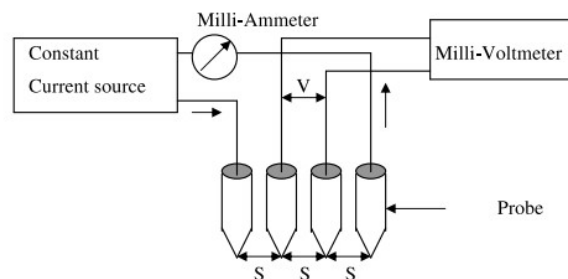 Milli-Ammeter
Constant
Current source
Milli-Voltmeter
V
Probe
S S S